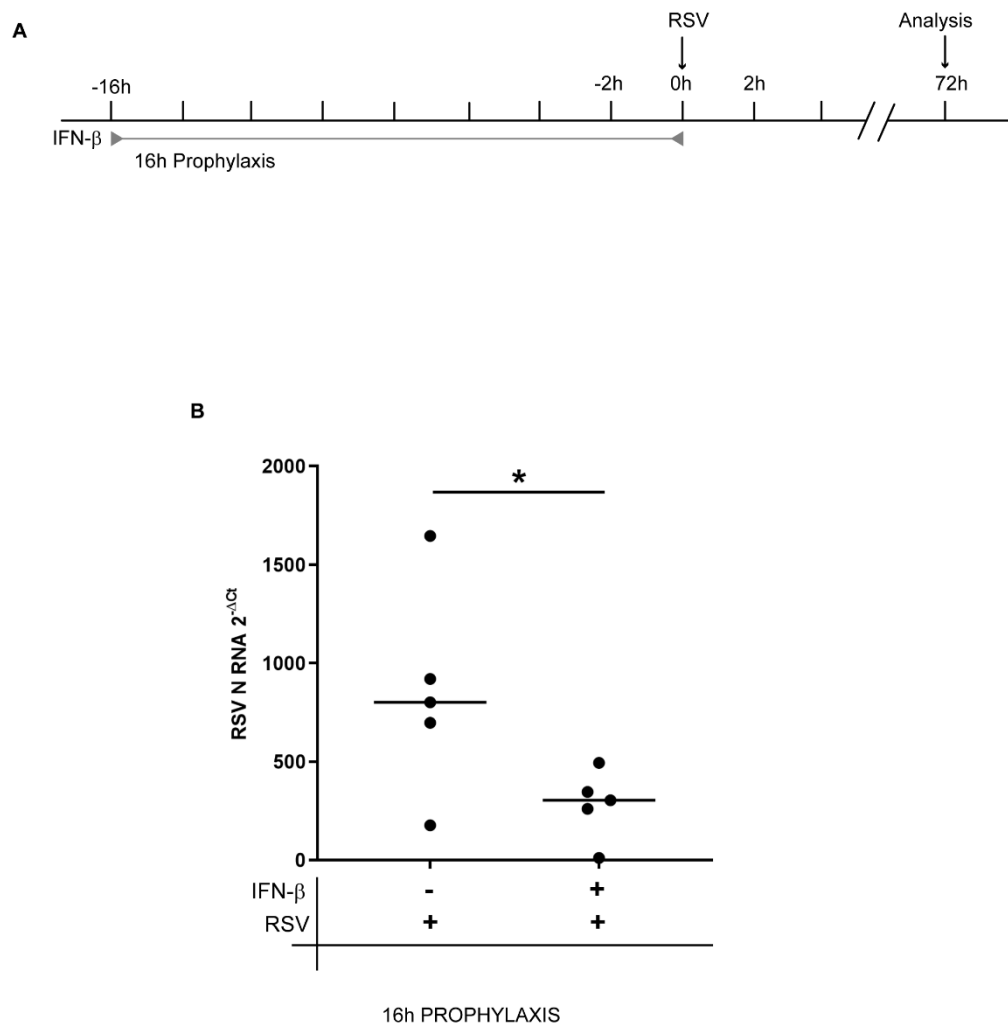 A
RSV
Analysis
-16h
-2h
0h
2h
72h
IFN-β
16h Prophylaxis
B
*
2000
1500
1000
500
0
RSV N RNA 2^-ΔCt
IFN-β - +
RSV + +
16h PROPHYLAXIS